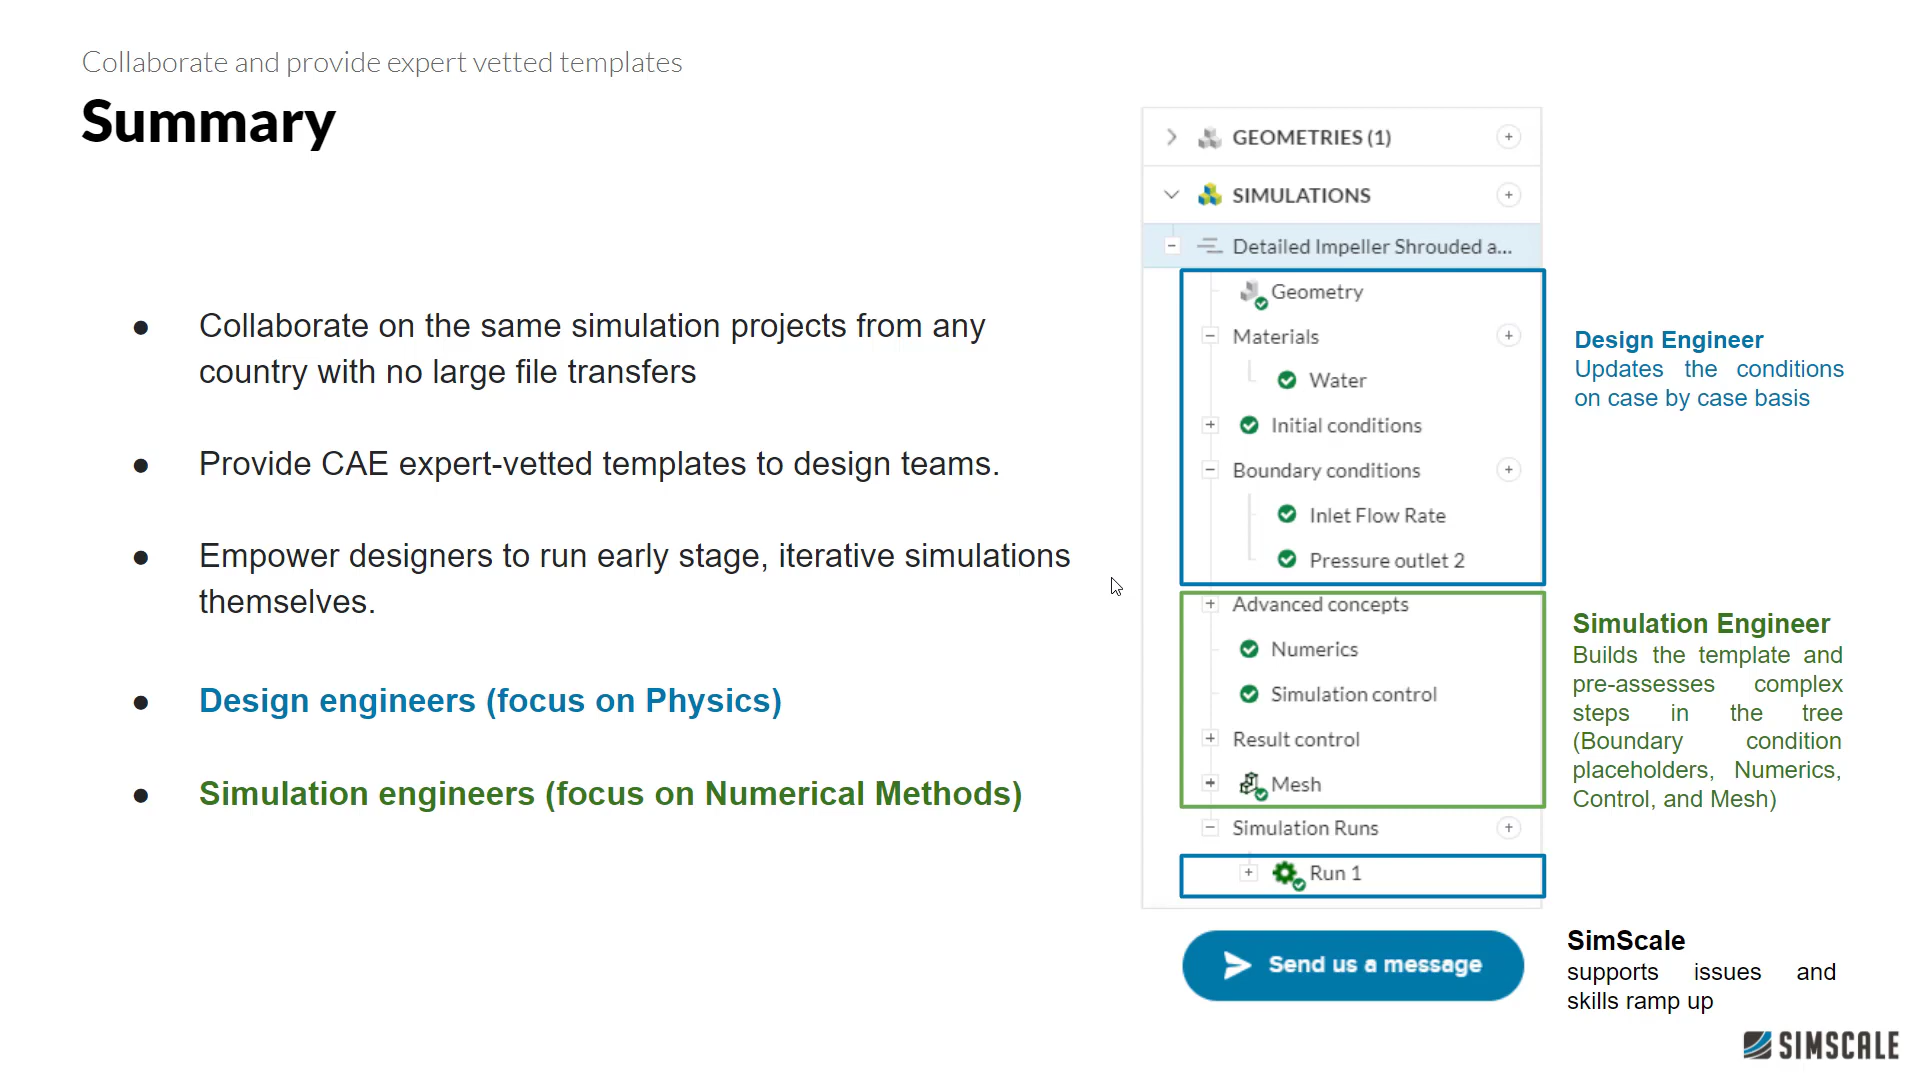 Collaborate and provide expert vetted templates
Summary
● Collaborate on the same simulation projects from any
country with no large file transfers
● Provide CAE expert-vetted templates to design teams.
● Empower designers to run early stage, iterative simulations
themselves.
● Design engineers (focus on Physics)
● Simulation engineers (focus on Numerical Methods)
GEOMETRIES (1)
SIMULATIONS
Detailed Impeller Shrouded a...
Geometry
Materials
Water
Initial conditions
Boundary conditions
Inlet Flow Rate
Pressure outlet 2
Advanced concepts
Numerics
Simulation control
Result control
Mesh
Simulation Runs
Run 1
Send us a message
Design Engineer
Updates the conditions
on case by case basis
Simulation Engineer
Builds the template and
pre-assesses complex
steps in the tree
(Boundary condition
placeholders, Numerics,
Control, and Mesh)
SimScale
supports issues and
skills ramp up
SIMSCALE